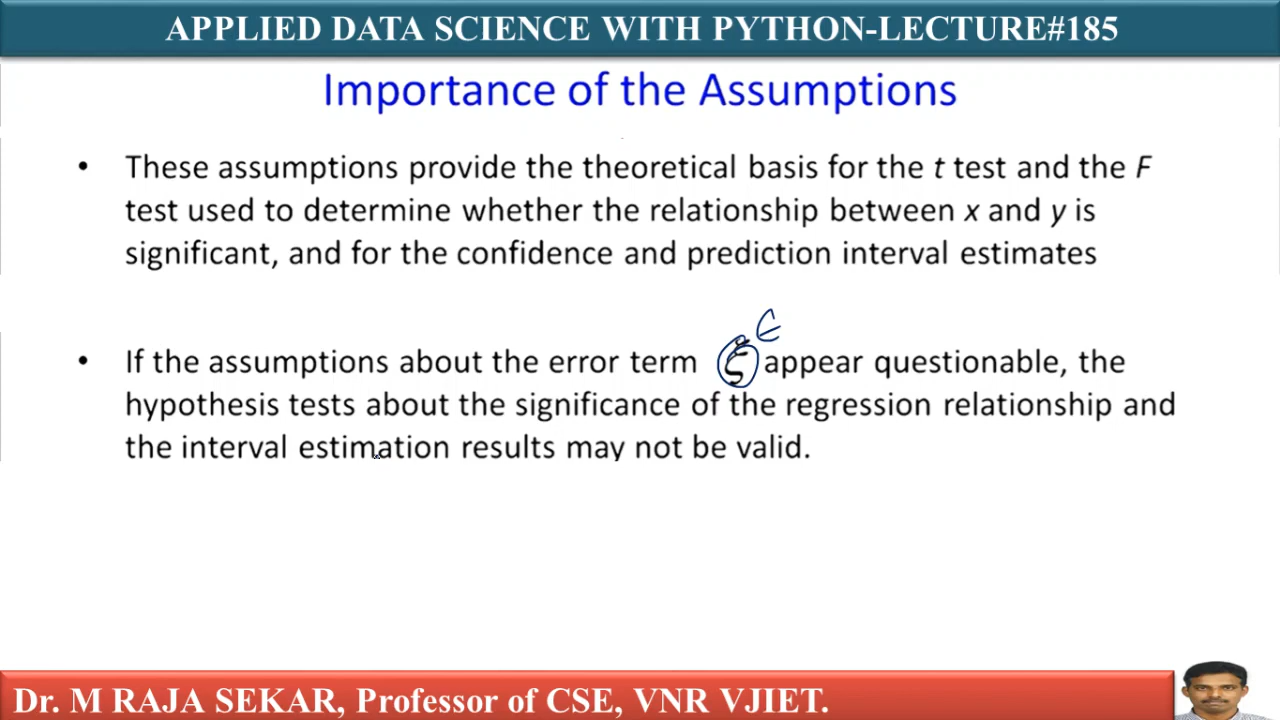 APPLIED DATA SCIENCE WITH PYTHON-LECTURE#185
Importance of the Assumptions
• These assumptions provide the theoretical basis for the t test and the F
test used to determine whether the relationship between x and y is
significant, and for the confidence and prediction interval estimates
ϵ
• If the assumptions about the error term ξ appear questionable, the
hypothesis tests about the significance of the regression relationship and
the interval estimation results may not be valid.
Dr. M RAJA SEKAR, Professor of CSE, VNR VJIET.